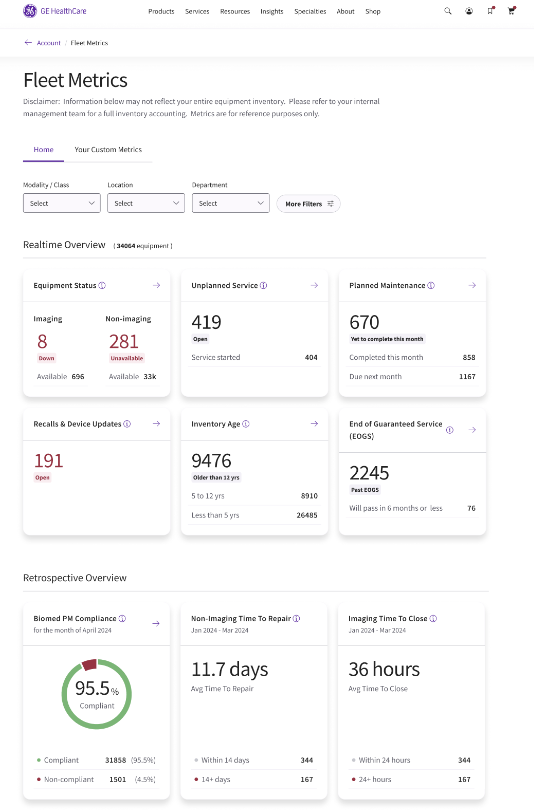 GE HealthCare
Products Services Resources Insights Specialties About Shop
Account / Fleet Metrics
Fleet Metrics
Disclaimer: Information below may not reflect your entire equipment inventory. Please refer to your internal
management team for a full inventory accounting. Metrics are for reference purposes only.
Home Your Custom Metrics
Modality / Class Location Department
Select Select Select More Filters
Realtime Overview ( 34064 equipment )
Equipment Status
Imaging Non-imaging
8 281
Down Unavailable
Available 696 Available 33k
Unplanned Service
419
Open
Service started 404
Planned Maintenance
670
Yet to complete this month
Completed this month 858
Due next month 1167
Recalls & Device Updates
191
Open
Inventory Age
9476
Older than 12 yrs
5 to 12 yrs 8910
Less than 5 yrs 26485
End of Guaranteed Service
(EOGS)
2245
Past EOGS
Will pass in 6 months or less 76
Retrospective Overview
Biomed PM Compliance
for the month of April 2024
95.5%
Compliant
Compliant 31858 (95.5%)
Non-compliant 1501 (4.5%)
Non-Imaging Time To Repair
Jan 2024 - Mar 2024
11.7 days
Avg Time To Repair
Within 14 days 344
14+ days 167
Imaging Time To Close
Jan 2024 - Mar 2024
36 hours
Avg Time To Close
Within 24 hours 344
24+ hours 167